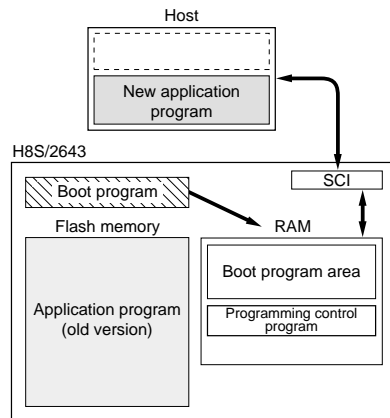 Host
New application
program
H8S/2643
SCI
Boot program
Flash memory
RAM
Application program
(old version)
Boot program area
Programming control
program